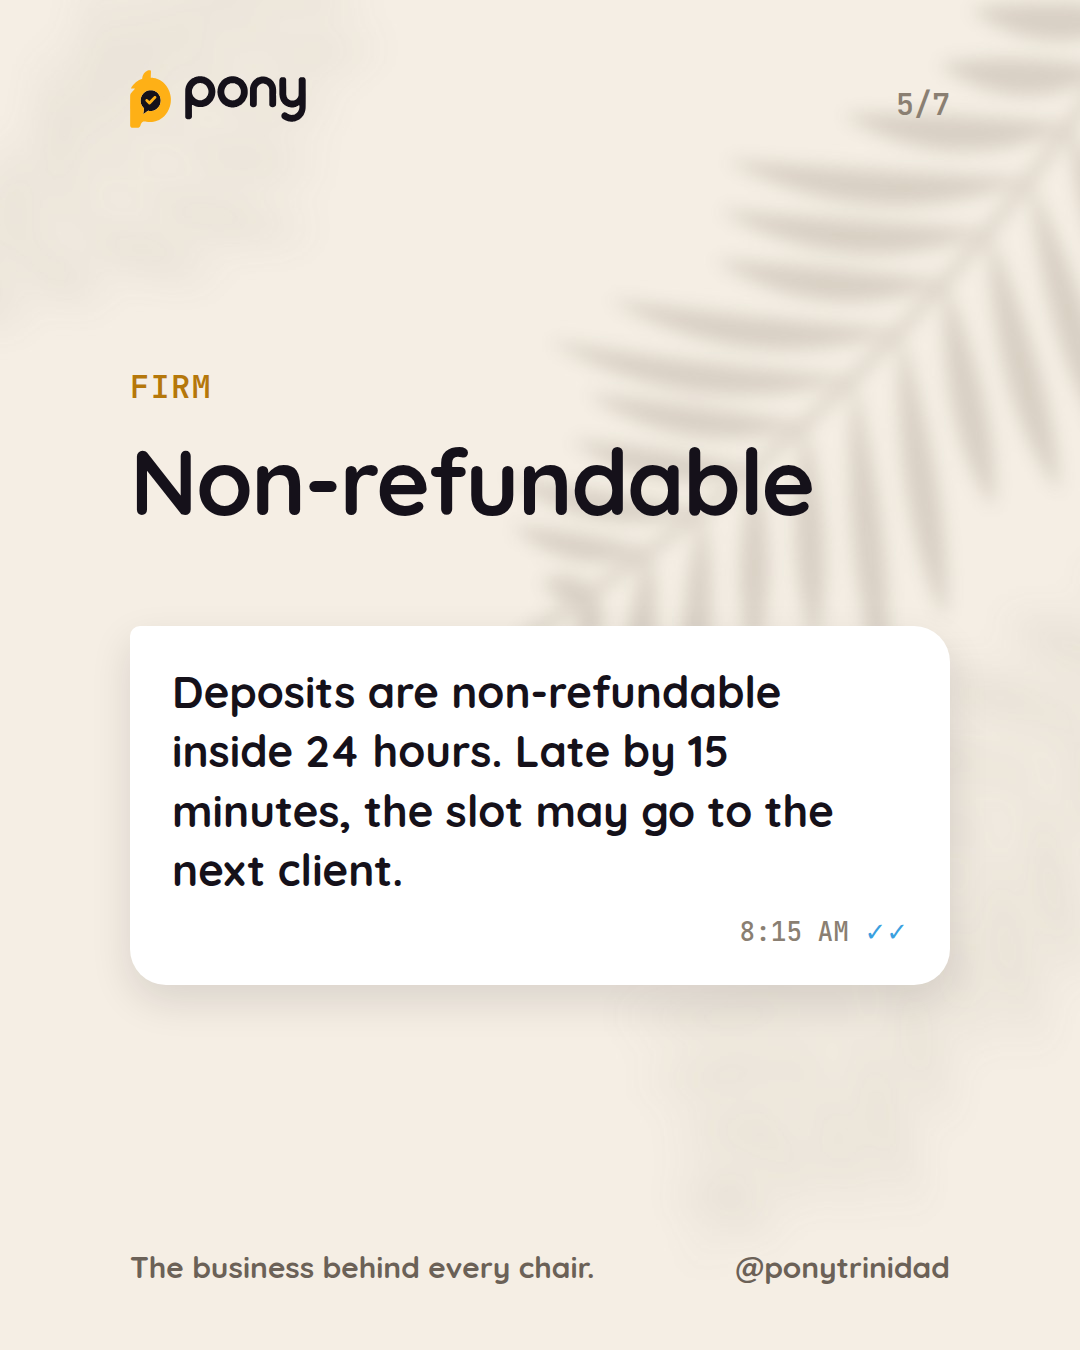 pony
5/7
FIRM
Non-refundable
Deposits are non-refundable
inside 24 hours. Late by 15
minutes, the slot may go to the
next client.
8:15 AM ✓✓
The business behind every chair.
@ponytrinidad